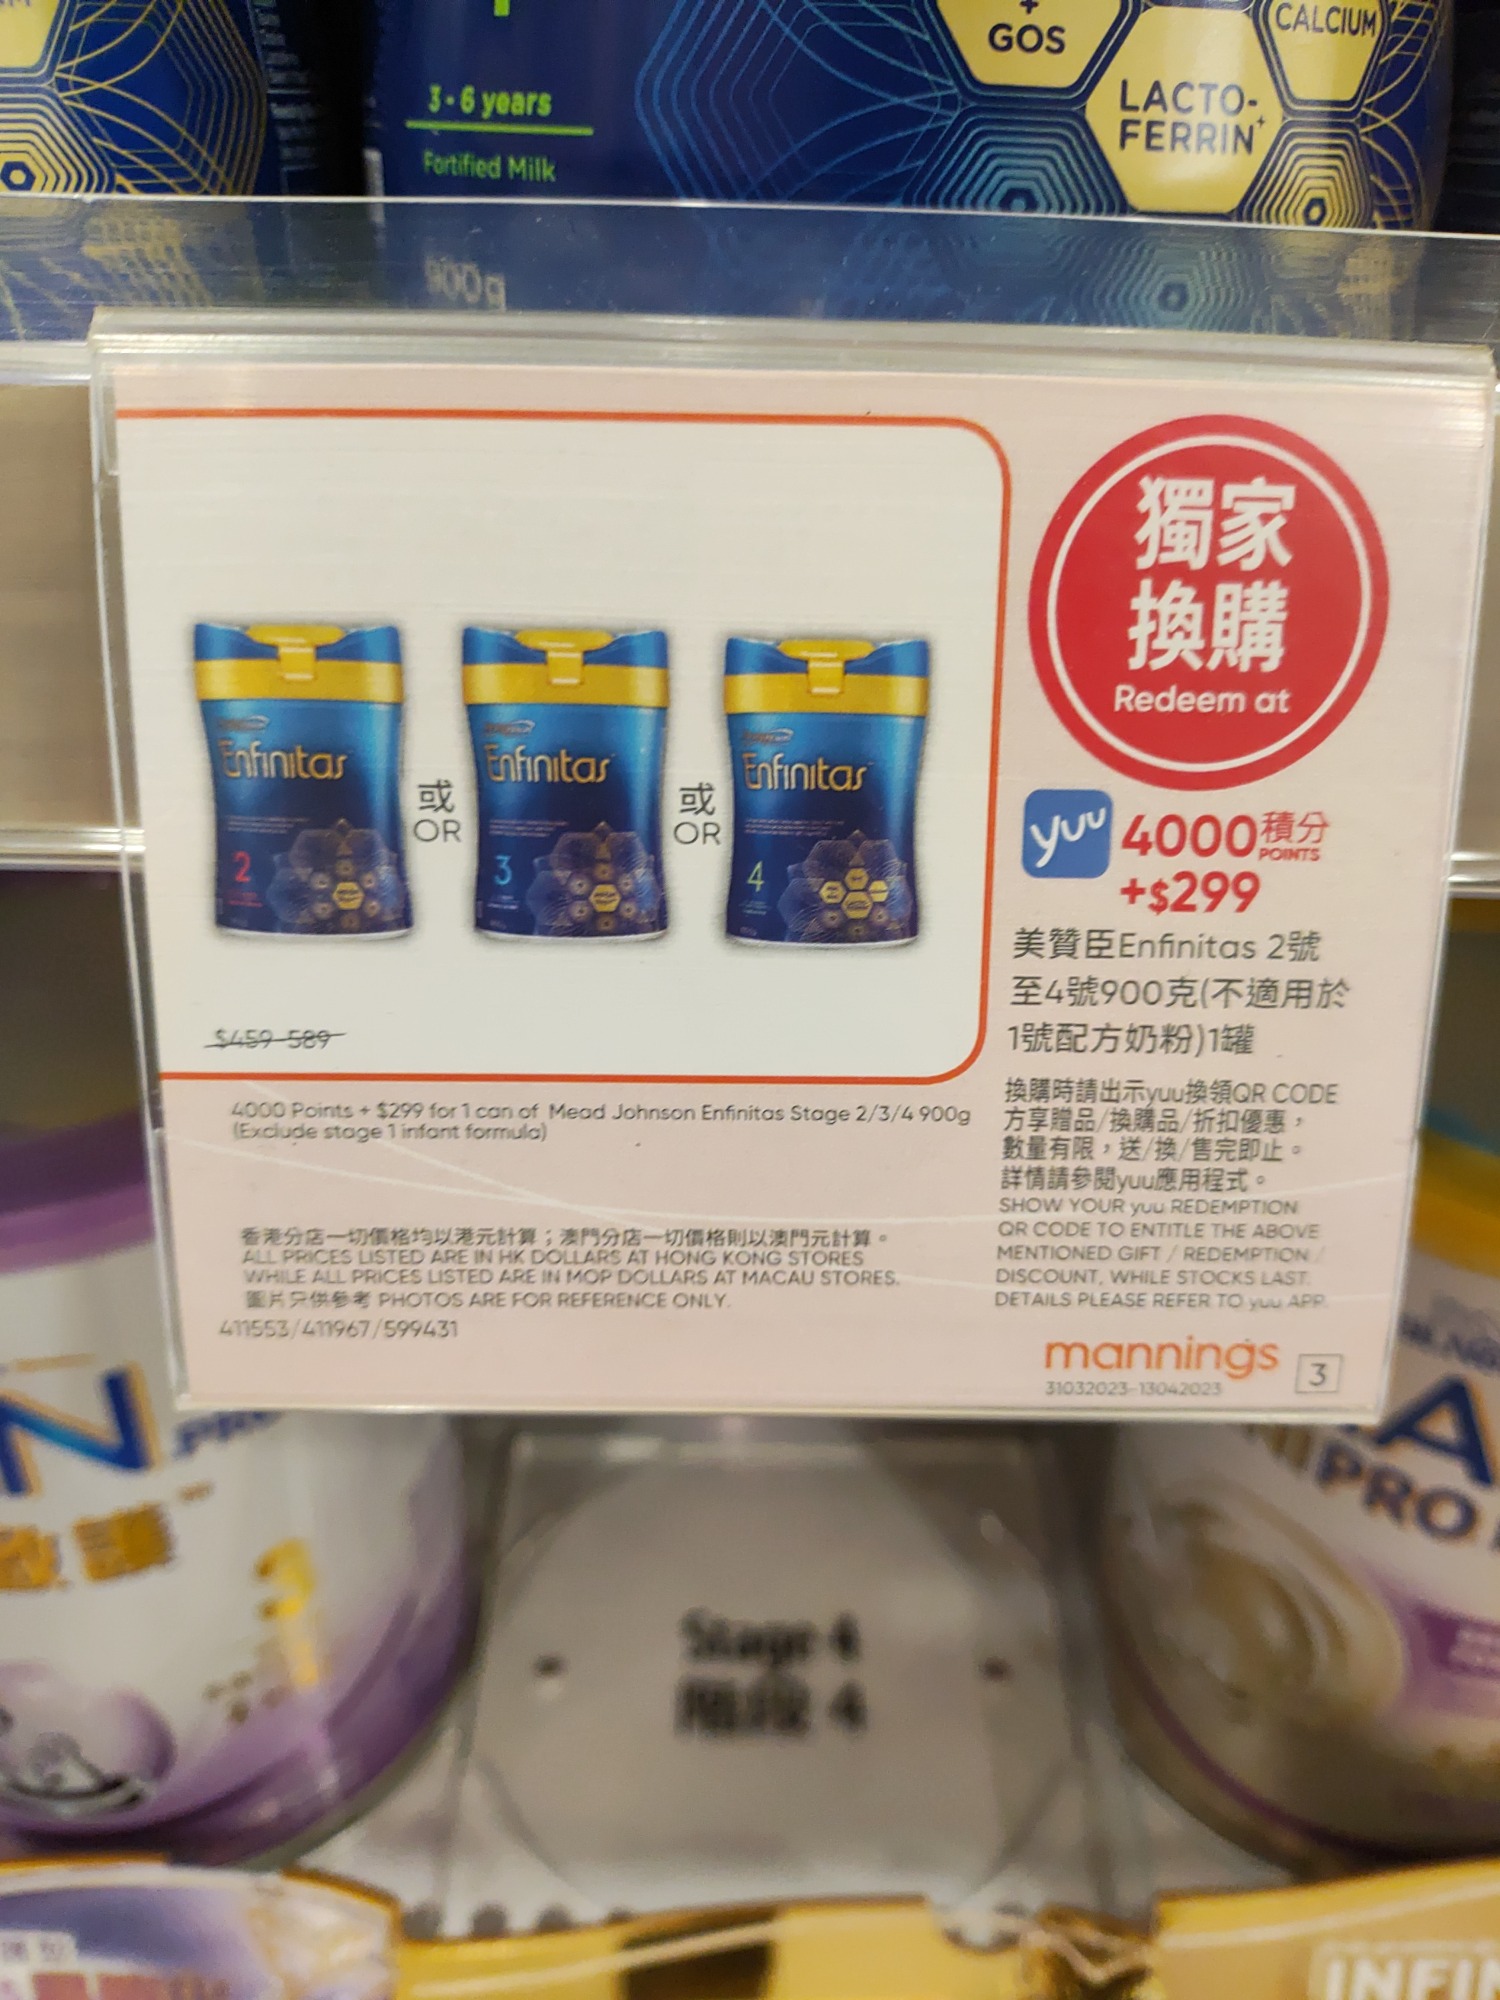 +
GOS
CALCIUM
LACTO-
FERRIN+
3-6 years
Fortified Milk
900g
獨家
換購
Redeem at
Enfinitas
2
或
OR
Enfinitas
3
或
OR
Enfinitas
4
yuu 4000積分
POINTS
+$299
美贊臣Enfinitas 2號
至4號900克(不適用於
1號配方奶粉)1罐
$459-589
4000 Points + $299 for 1 can of Mead Johnson Enfinitas Stage 2/3/4 900g
(Exclude stage 1 infant formula)
換購時請出示yuu換領QR CODE
方享贈品/換購品/折扣優惠，
數量有限，送/換/售完即止。
詳情請參閱yuu應用程式。
SHOW YOUR yuu REDEMPTION
QR CODE TO ENTITLE THE ABOVE
MENTIONED GIFT / REDEMPTION /
DISCOUNT, WHILE STOCKS LAST.
DETAILS PLEASE REFER TO yuu APP.
香港分店一切價格均以港元計算；澳門分店一切價格則以澳門元計算。
ALL PRICES LISTED ARE IN HK DOLLARS AT HONG KONG STORES
WHILE ALL PRICES LISTED ARE IN MOP DOLLARS AT MACAU STORES.
圖片只供參考 PHOTOS ARE FOR REFERENCE ONLY.
411553/411967/599431
mannings
31032023-13042023
3
N
PRO
3
A
PRO
Stage 4
階段 4
INFIN